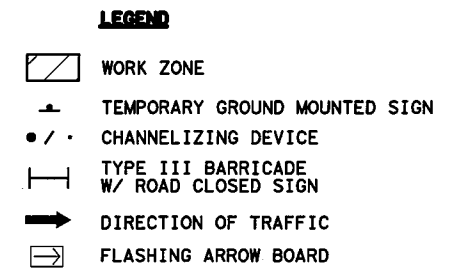 LEGEND
WORK ZONE
TEMPORARY GROUND MOUNTED SIGN
CHANNELIZING DEVICE
TYPE III BARRICADE
W/ ROAD CLOSED SIGN
DIRECTION OF TRAFFIC
FLASHING ARROW BOARD